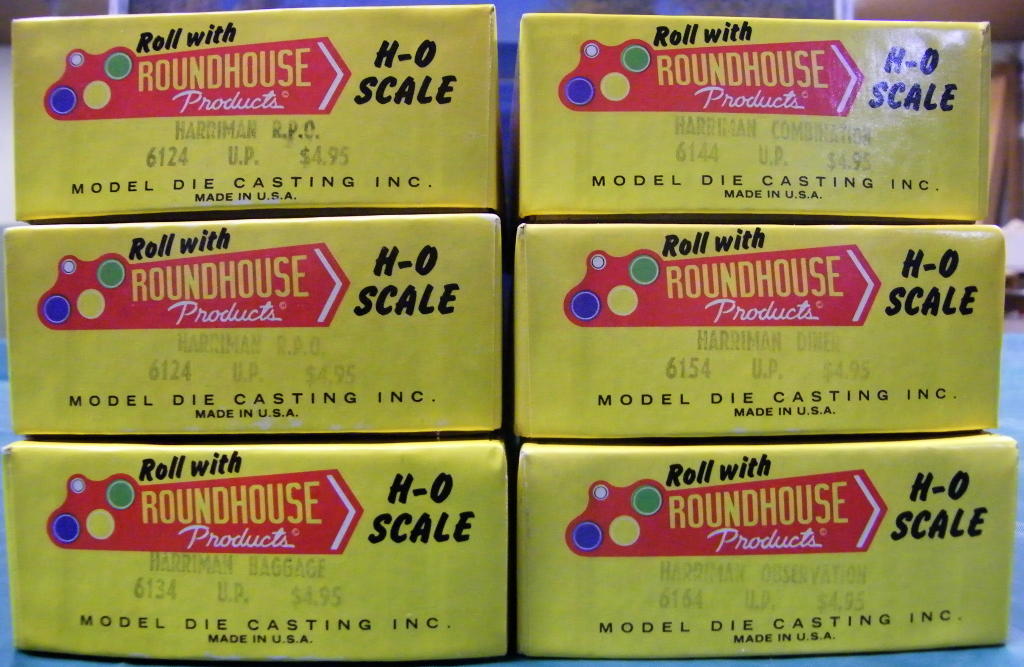 Roll with
ROUNDHOUSE
Products©
H-O
SCALE
HARRIMAN R.P.O.
6124 U.P. $4.95
MODEL DIE CASTING INC.
MADE IN U.S.A.
Roll with
ROUNDHOUSE
Products©
H-O
SCALE
HARRIMAN COMBINATION
6144 U.P. $4.95
MODEL DIE CASTING INC.
MADE IN U.S.A.
Roll with
ROUNDHOUSE
Products©
H-O
SCALE
HARRIMAN R.P.O.
6124 U.P. $4.95
MODEL DIE CASTING INC.
MADE IN U.S.A.
Roll with
ROUNDHOUSE
Products©
H-O
SCALE
HARRIMAN DINER
6154 U.P. $4.95
MODEL DIE CASTING INC.
MADE IN U.S.A.
Roll with
ROUNDHOUSE
Products©
H-O
SCALE
HARRIMAN BAGGAGE
6134 U.P. $4.95
MODEL DIE CASTING INC.
MADE IN U.S.A.
Roll with
ROUNDHOUSE
Products©
H-O
SCALE
HARRIMAN OBSERVATION
6164 U.P. $4.95
MODEL DIE CASTING INC.
MADE IN U.S.A.